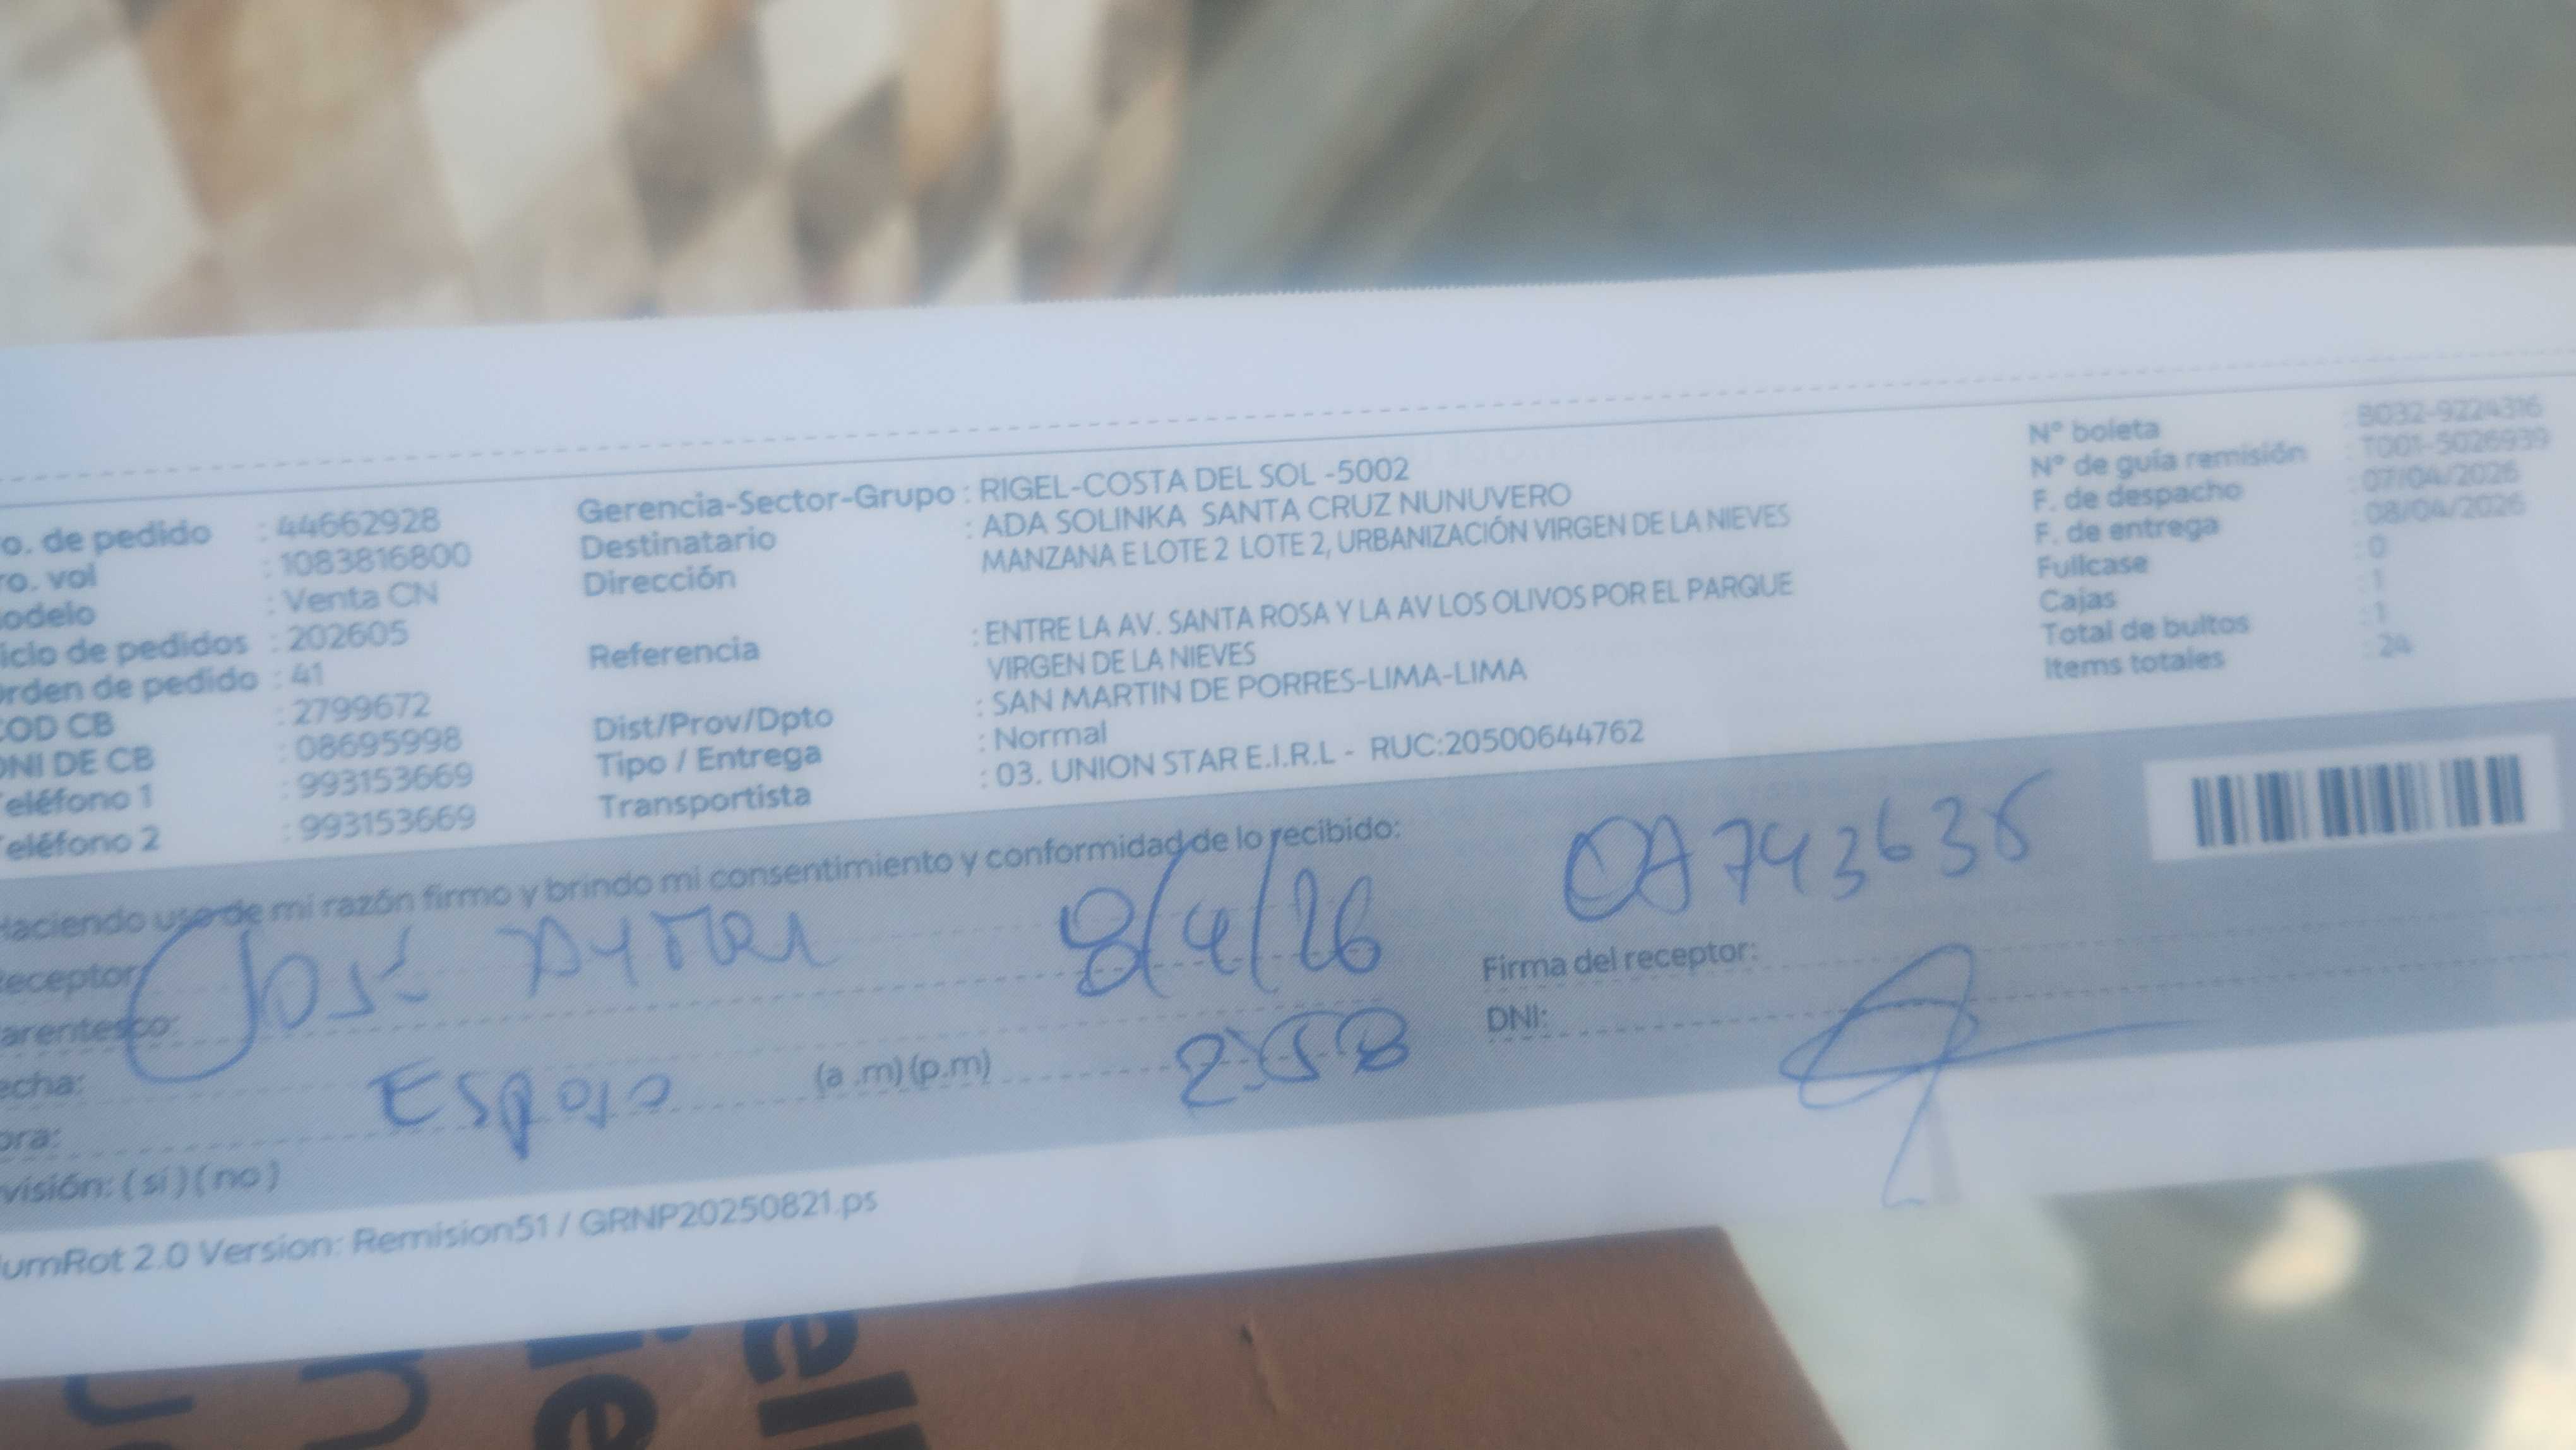 o. de pedido : 44662928
ro. vol : 1083816800
odelo : Venta CN
iclo de pedidos : 202605
rden de pedido : 41
OD CB : 2799672
NI DE CB : 08695998
eléfono 1 : 993153669
eléfono 2 : 993153669
Gerencia-Sector-Grupo : RIGEL-COSTA DEL SOL -5002
Destinatario : ADA SOLINKA SANTA CRUZ NUNUVERO
Dirección MANZANA E LOTE 2 LOTE 2, URBANIZACIÓN VIRGEN DE LA NIEVES
Referencia : ENTRE LA AV. SANTA ROSA Y LA AV LOS OLIVOS POR EL PARQUE
VIRGEN DE LA NIEVES
Dist/Prov/Dpto : SAN MARTIN DE PORRES-LIMA-LIMA
Tipo / Entrega : Normal
Transportista : 03. UNION STAR E.I.R.L - RUC:20500644762
N° boleta : B032-9224316
N° de guía remisión : T001-5026939
F. de despacho : 07/04/2026
F. de entrega : 08/04/2026
Fullcase : 0
Cajas : 1
Total de bultos : 1
Items totales : 24
Haciendo uso de mi razón firmo y brindo mi consentimiento y conformidad de lo recibido:
eceptor: José 8/4/26
arentesco:
echa: Esposo (a .m) (p.m) 2:58
ora:
visión: ( si ) ( no )
Firma del receptor:
DNI:
umRot 2.0 Version: Remision51 / GRNP20250821.ps